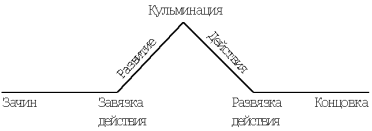 Кульминация
Развитие
Действия
Зачин
Завязка
действия
Развязка
действия
Концовка